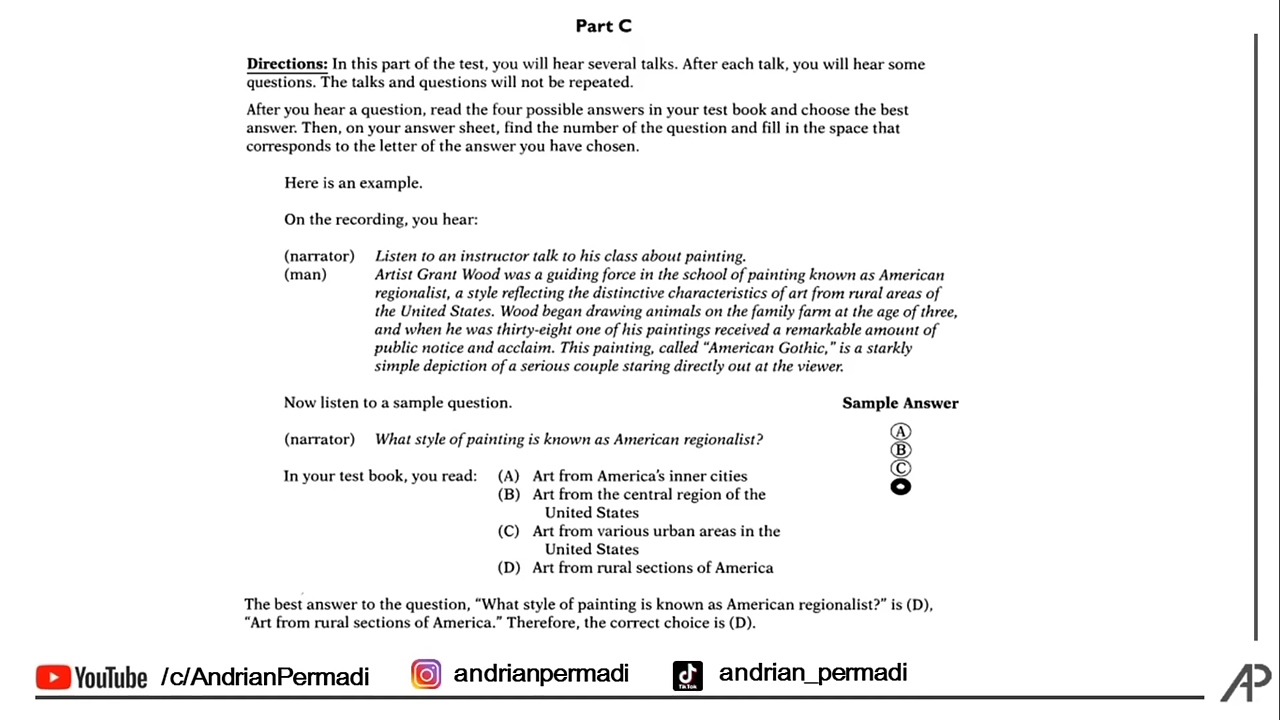 Part C
Directions: In this part of the test, you will hear several talks. After each talk, you will hear some
questions. The talks and questions will not be repeated.
After you hear a question, read the four possible answers in your test book and choose the best
answer. Then, on your answer sheet, find the number of the question and fill in the space that
corresponds to the letter of the answer you have chosen.
Here is an example.
On the recording, you hear:
(narrator) Listen to an instructor talk to his class about painting.
(man) Artist Grant Wood was a guiding force in the school of painting known as American
regionalist, a style reflecting the distinctive characteristics of art from rural areas of
the United States. Wood began drawing animals on the family farm at the age of three,
and when he was thirty-eight one of his paintings received a remarkable amount of
public notice and acclaim. This painting, called “American Gothic,” is a starkly
simple depiction of a serious couple staring directly out at the viewer.
Now listen to a sample question.
Sample Answer
(narrator) What style of painting is known as American regionalist?
A
B
C
In your test book, you read: (A) Art from America’s inner cities
(B) Art from the central region of the
United States
(C) Art from various urban areas in the
United States
(D) Art from rural sections of America
The best answer to the question, “What style of painting is known as American regionalist?” is (D),
“Art from rural sections of America.” Therefore, the correct choice is (D).
YouTube /c/AndrianPermadi andrianpermadi TikTok andrian_permadi
AP